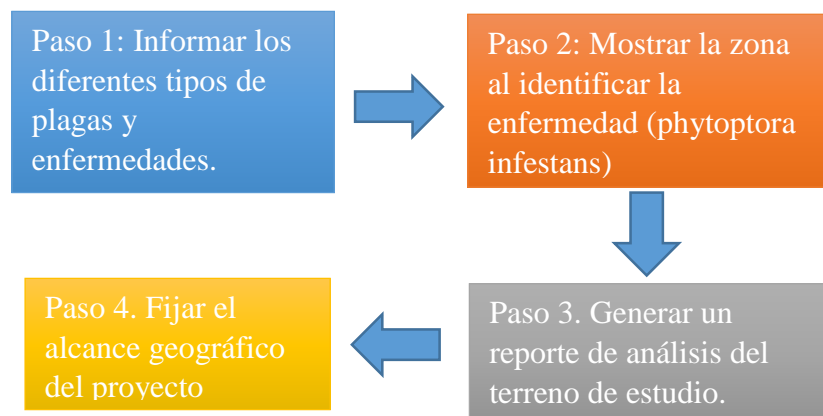 Paso 1: Informar los
diferentes tipos de
plagas y
enfermedades.
Paso 2: Mostrar la zona
al identificar la
enfermedad (phytoptora
infestans)
Paso 3. Generar un
reporte de análisis del
terreno de estudio.
Paso 4. Fijar el
alcance geográfico
del proyecto